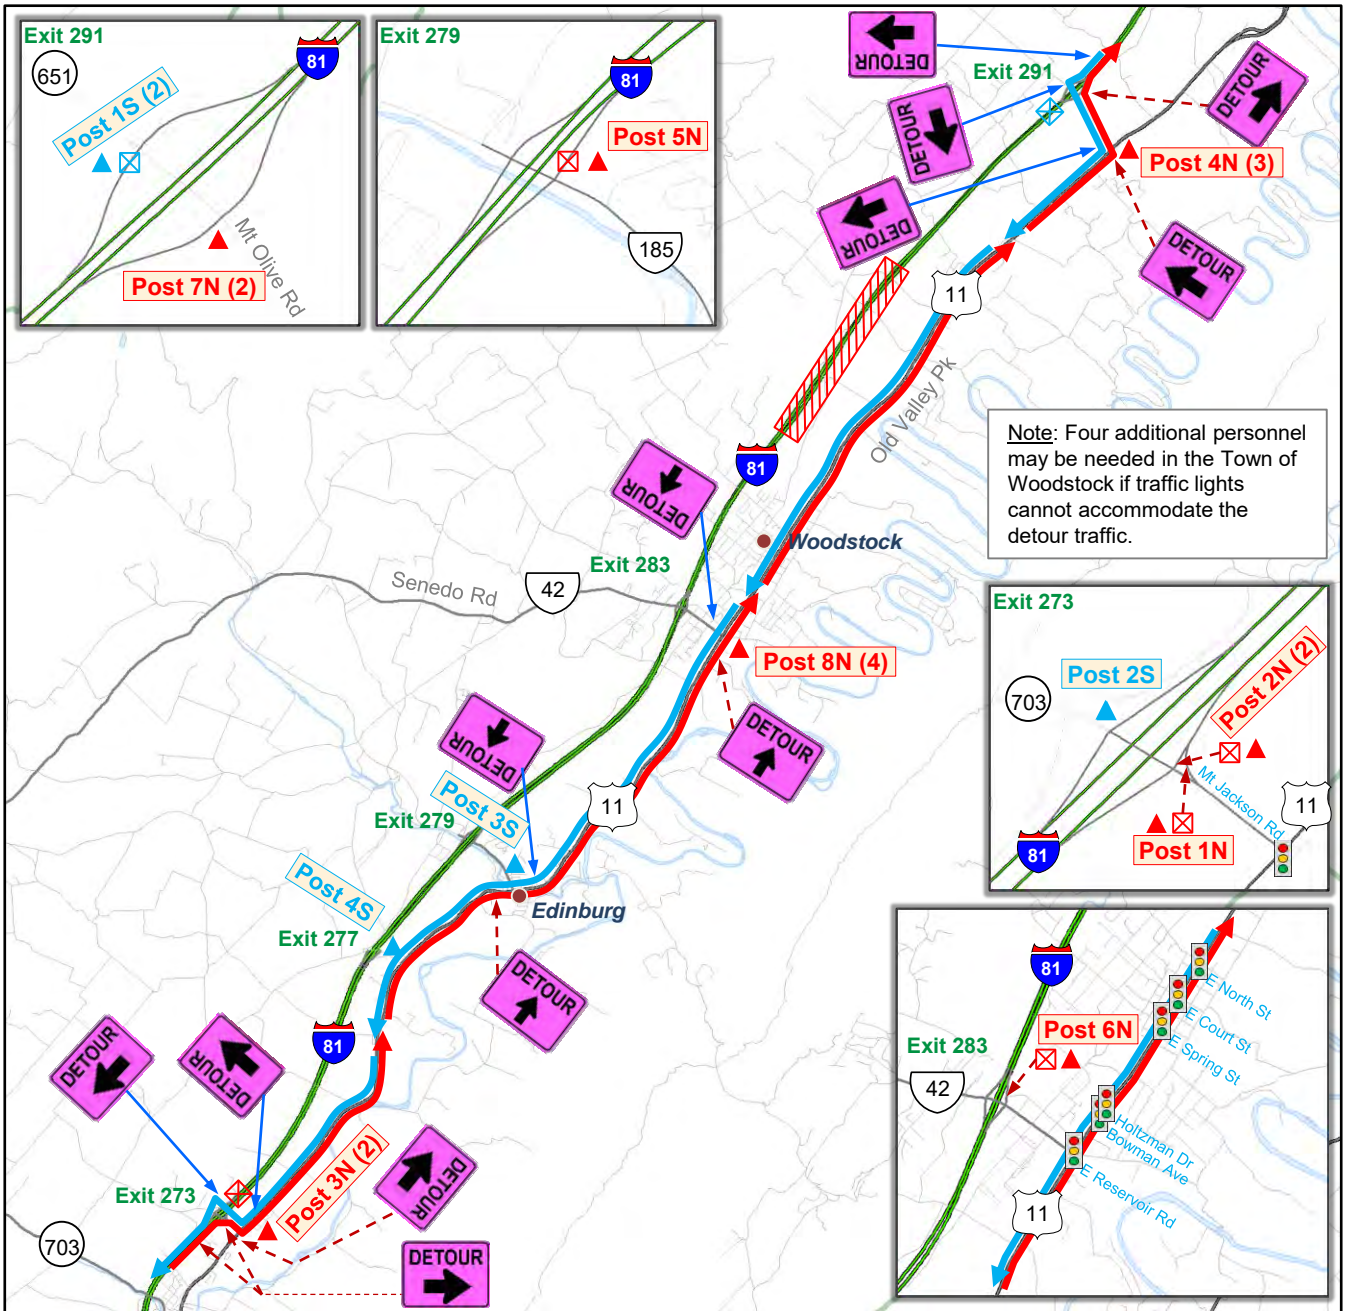 Exit 291
651
81
Post 1S (2)
Post 7N (2)
Mt Olive Rd
Exit 279
81
Post 5N
185
DETOUR
Exit 291
DETOUR
DETOUR
DETOUR
Post 4N (3)
DETOUR
11
Old Valley Pk
Note: Four additional personnel
may be needed in the Town of
Woodstock if traffic lights
cannot accommodate the
detour traffic.
81
DETOUR
Woodstock
Exit 283
Senedo Rd
42
Post 8N (4)
DETOUR
DETOUR
Post 3S
11
Exit 279
Post 4S
Edinburg
Exit 277
DETOUR
81
DETOUR
DETOUR
Post 3N (2)
DETOUR
Exit 273
703
DETOUR
Exit 273
Post 2S
Post 2N (2)
703
Mt Jackson Rd
11
81
Post 1N
81
E North St
E Court St
E Spring St
Post 6N
Exit 283
42
Holtzman Dr
Bowman Ave
E Reservoir Rd
11